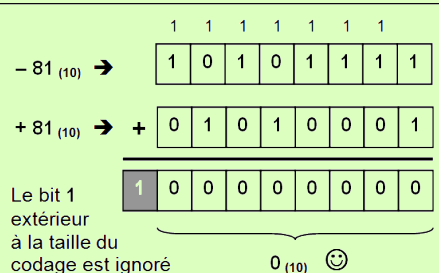 1 1 1 1 1 1 1
– 81 (10) ➔ 1 0 1 0 1 1 1 1
+ 81 (10) ➔ + 0 1 0 1 0 0 0 1
1 0 0 0 0 0 0 0 0
Le bit 1
extérieur
à la taille du
codage est ignoré
0 (10) ☺